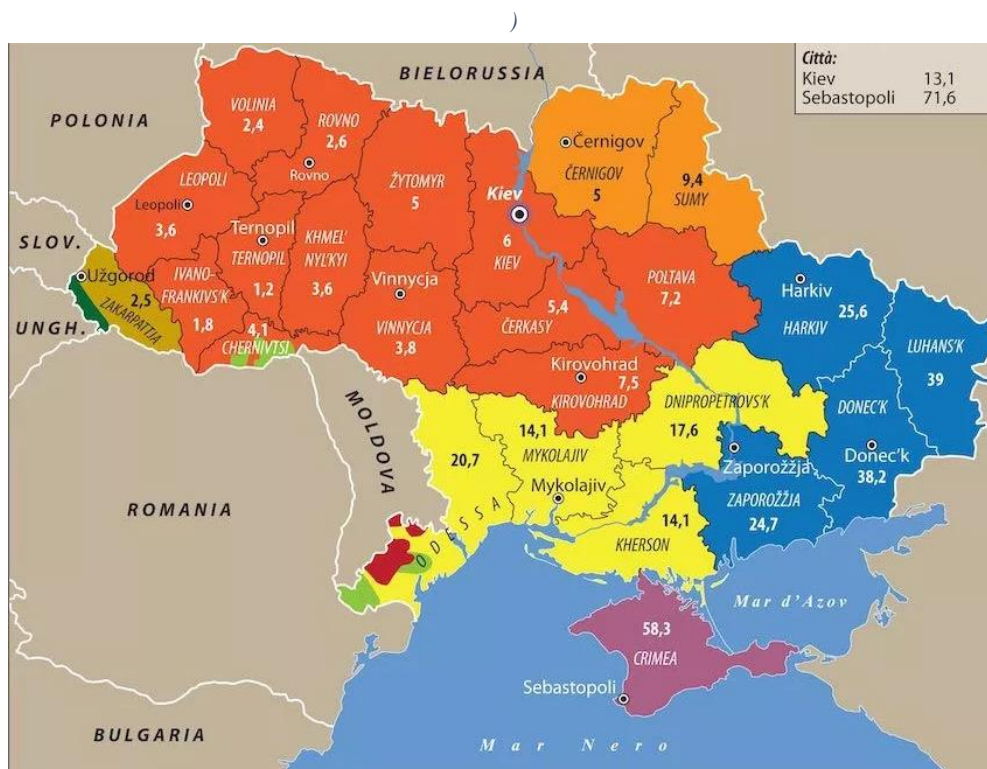 )
BIELORUSSIA
Città:
Kiev 13,1
Sebastopoli 71,6
POLONIA
VOLINIA
2,4
ROVNO
2,6
Rovno
Černigov
ČERNIGOV
5
9,4
SUMY
LEOPOLI
Leopoli
3,6
ŽYTOMYR
5
Kiev
6
KIEV
Ternopil
TERNOPIL
1,2
KHMEL'
NYL'KYI
3,6
SLOV.
Užgorod
2,5
ZAKARPATIJA
IVANO-
FRANKIVS'K
1,8
Vinnycja
VINNYCJA
3,8
POLTAVA
7,2
Harkiv
25,6
HARKIV
UNGH.
4,1
CHERNIVTSI
5,4
ČERKASY
LUHANS'K
39
Kirovohrad
7,5
KIROVOHRAD
DNIPROPETROVS'K
17,6
DONEC'K
Donec'k
38,2
MOLDOVA
20,7
ODESSA
14,1
MYKOLAJIV
Mykolajiv
Zaporožžja
ZAPOROŽŽJA
24,7
ROMANIA
14,1
KHERSON
Mar d'Azov
58,3
CRIMEA
Sebastopoli
BULGARIA
Mar Nero